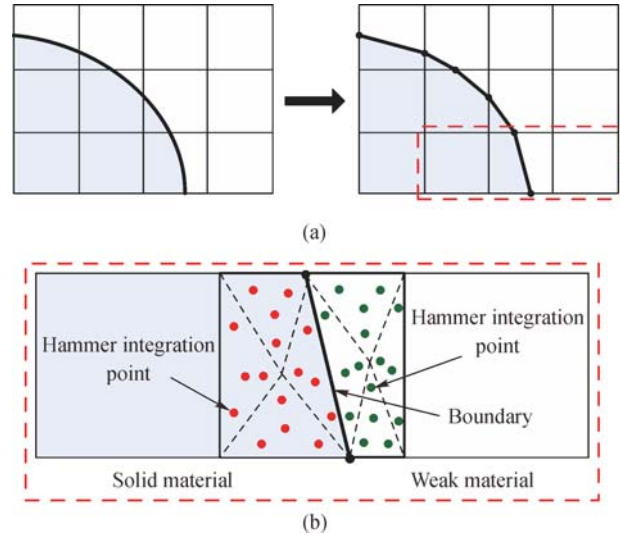 (a)
Hammer integration
point
Hammer integration
point
Boundary
Solid material
Weak material
(b)